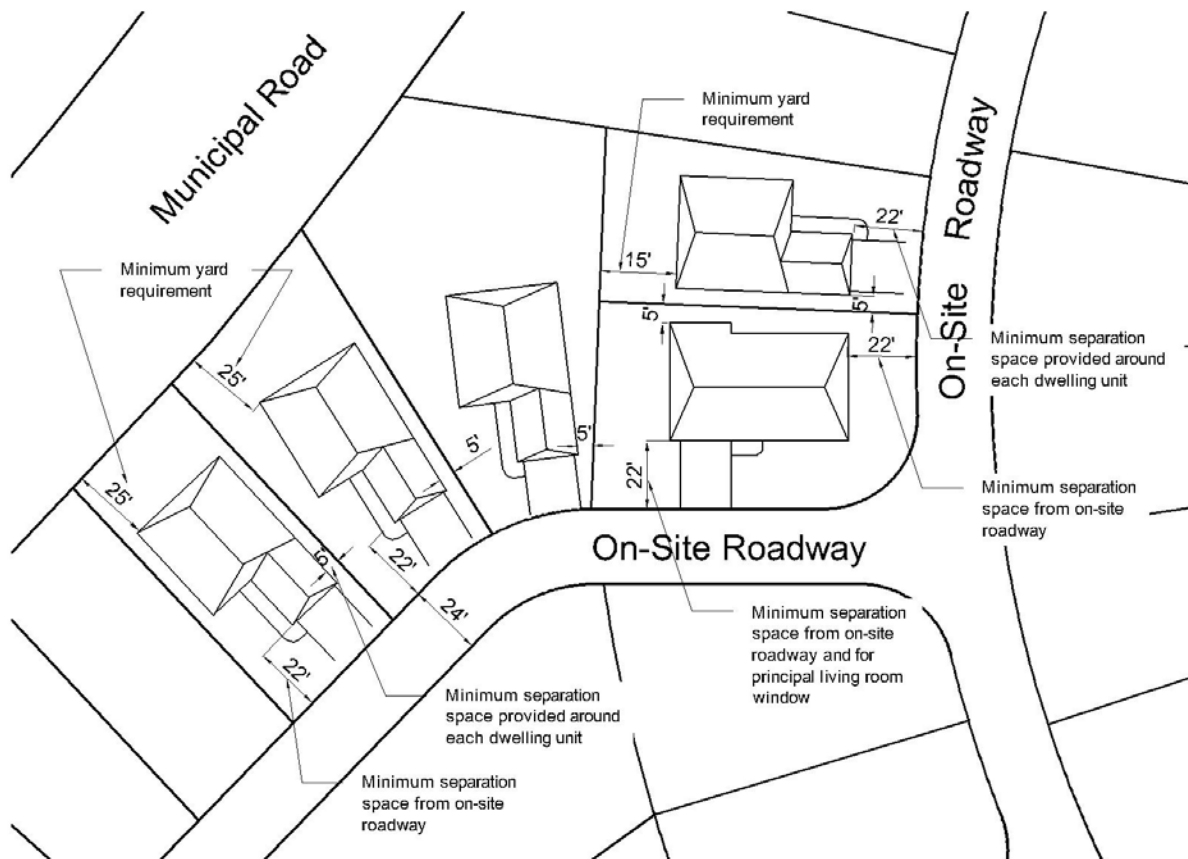 Municipal Road
Minimum yard
requirement
Minimum yard
requirement
On-Site Roadway
22'
15'
5'
5'
22'
Minimum separation
space provided around
each dwelling unit
25'
5'
5'
22'
Minimum separation
space from on-site
roadway
25'
5'
22'
24'
22'
On-Site Roadway
Minimum separation
space from on-site
roadway and for
principal living room
window
Minimum separation
space provided around
each dwelling unit
Minimum separation
space from on-site
roadway